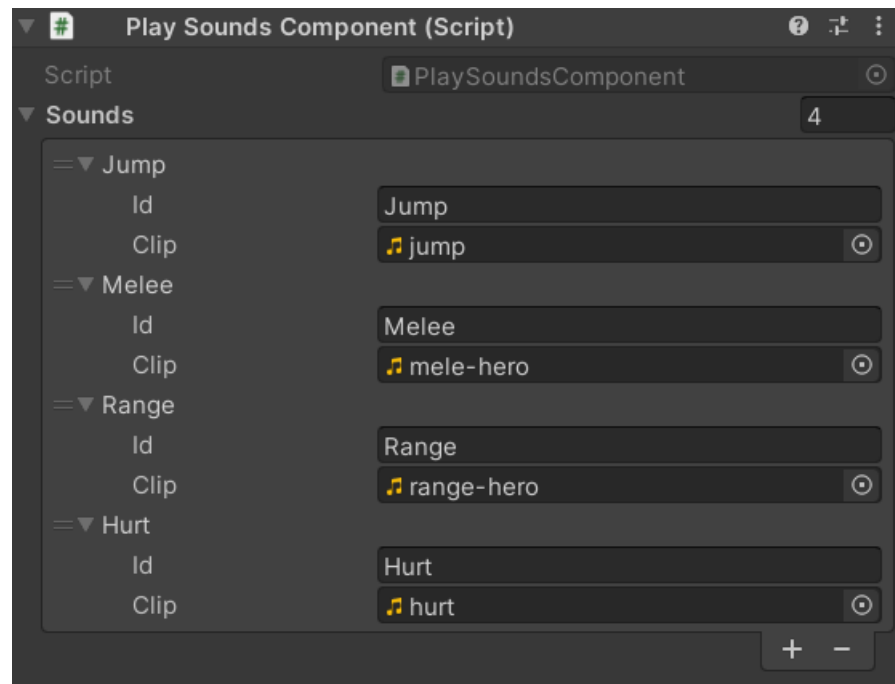 Play Sounds Component (Script)
Script PlaySoundsComponent
Sounds 4
Jump
Id Jump
Clip jump
Melee
Id Melee
Clip mele-hero
Range
Id Range
Clip range-hero
Hurt
Id Hurt
Clip hurt